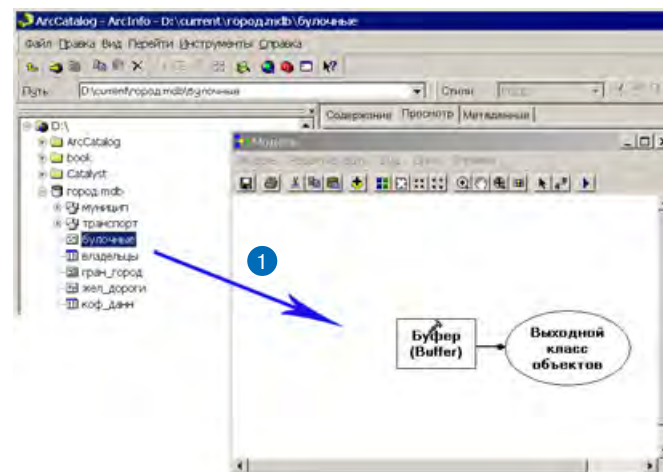 ArcCatalog - ArcInfo - D:\current\город.mdb\булочные
Файл Правка Вид Перейти Инструменты Справка
Путь D:\current\город.mdb\булочные Стили
Содержание Просмотр Метаданные
D:\
ArcCatalog
book
Catalyst
город.mdb
муницип
транспорт
булочные
владельцы
гран_город
жел_дороги
коф_данн
Модель
1
Буфер
(Buffer)
Выходной
класс
объектов